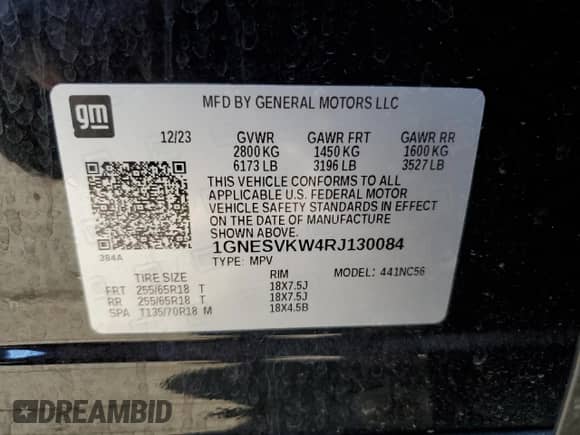 gm
MFD BY GENERAL MOTORS LLC
12/23 GVWR GAWR FRT GAWR RR
2800 KG 1450 KG 1600 KG
6173 LB 3196 LB 3527 LB
THIS VEHICLE CONFORMS TO ALL
APPLICABLE U.S. FEDERAL MOTOR
VEHICLE SAFETY STANDARDS IN EFFECT
ON THE DATE OF MANUFACTURE
SHOWN ABOVE.
1GNESVKW4RJ130084
284A
TYPE: MPV
TIRE SIZE RIM MODEL: 441NC56
FRT 255/65R18 T 18X7.5J
RR 255/65R18 T 18X7.5J
SPA T135/70R18 M 18X4.5B
DREAMBID